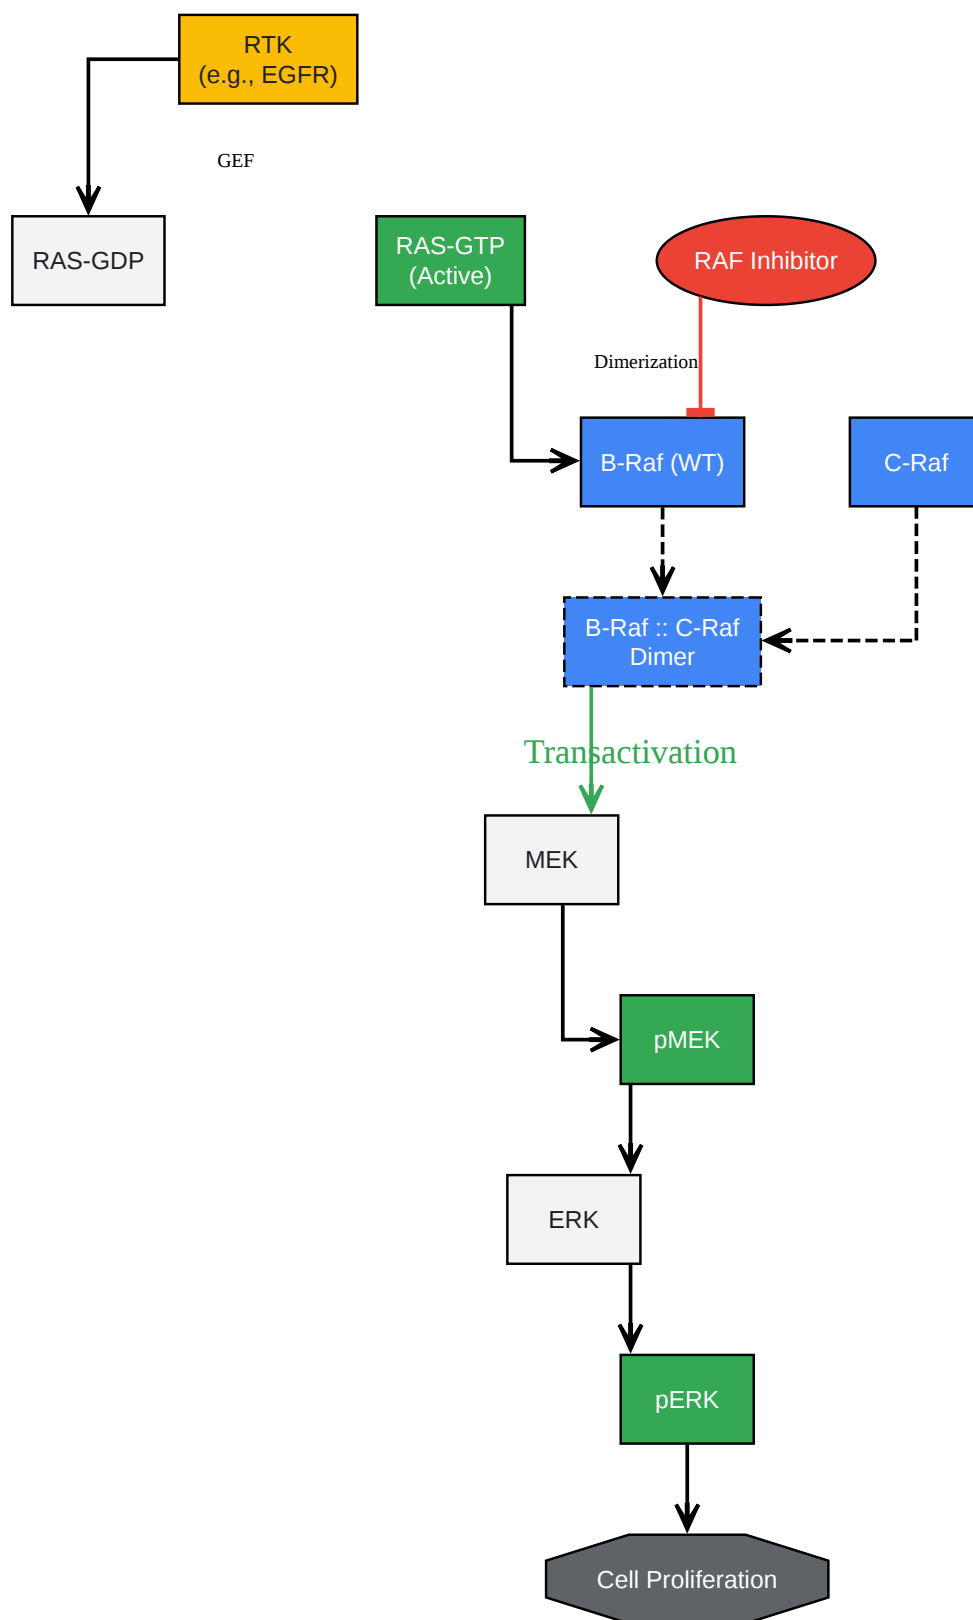 RTK
(e.g., EGFR)
GEF
RAS-GDP
RAS-GTP
(Active)
RAF Inhibitor
Dimerization
B-Raf (WT)
C-Raf
B-Raf :: C-Raf
Dimer
Transactivation
MEK
pMEK
ERK
pERK
Cell Proliferation